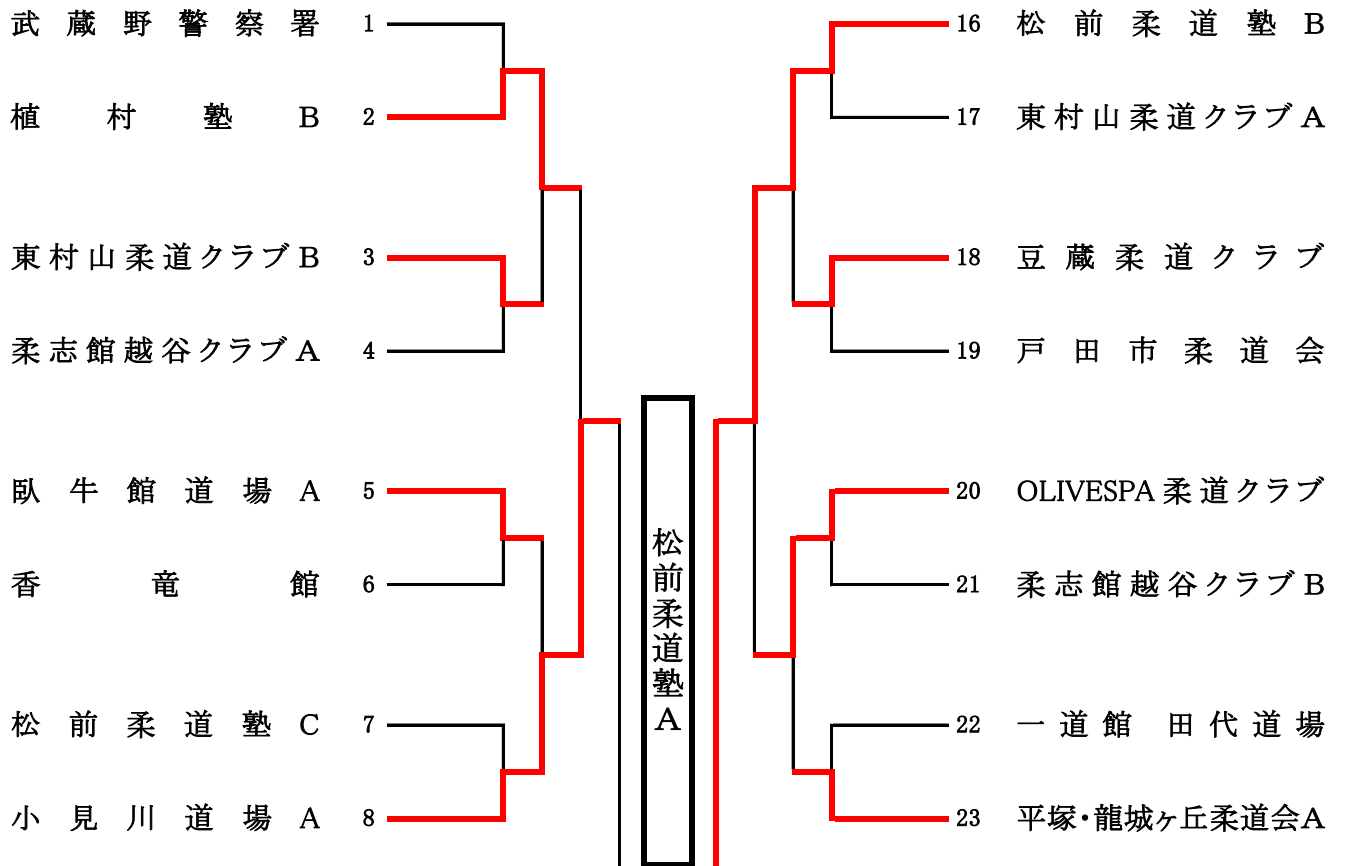 武蔵野警察署 1
植村塾B 2
東村山柔道クラブB 3
柔志館越谷クラブA 4
臥牛館道場A 5
香竜館 6
松前柔道塾C 7
小見川道場A 8
松前柔道塾A
16 松前柔道塾B
17 東村山柔道クラブA
18 豆蔵柔道クラブ
19 戸田市柔道会
20 OLIVESPA柔道クラブ
21 柔志館越谷クラブB
22 一道館 田代道場
23 平塚・龍城ヶ丘柔道会A